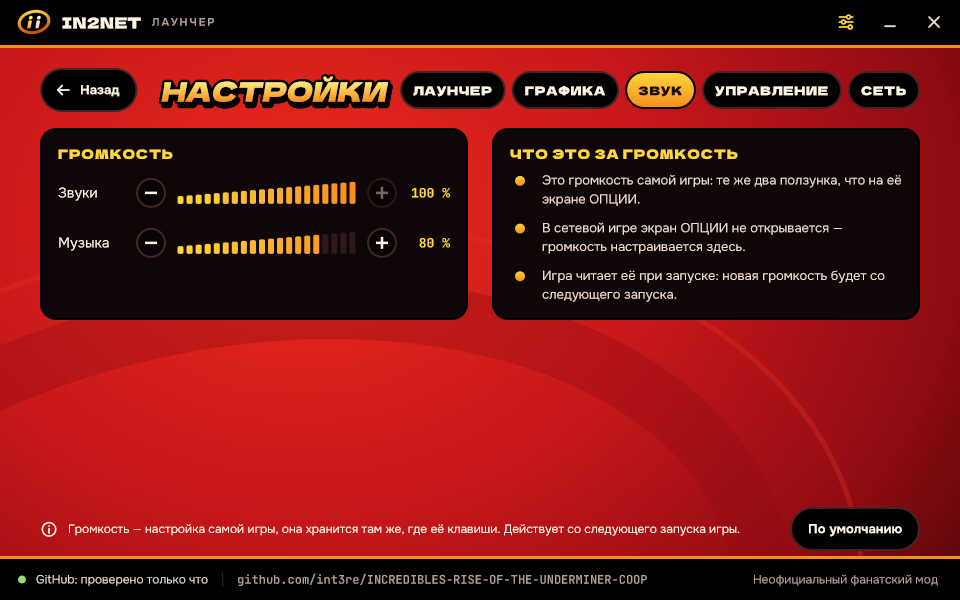 IN2NET ЛАУНЧЕР
Назад
НАСТРОЙКИ
ЛАУНЧЕР
ГРАФИКА
ЗВУК
УПРАВЛЕНИЕ
СЕТЬ
ГРОМКОСТЬ
Звуки 100 %
Музыка 80 %
ЧТО ЭТО ЗА ГРОМКОСТЬ
Это громкость самой игры: те же два ползунка, что на её
экране ОПЦИИ.
В сетевой игре экран ОПЦИИ не открывается —
громкость настраивается здесь.
Игра читает её при запуске: новая громкость будет со
следующего запуска.
Громкость — настройка самой игры, она хранится там же, где её клавиши. Действует со следующего запуска игры.
По умолчанию
GitHub: проверено только что
github.com/int3re/INCREDIBLES-RISE-OF-THE-UNDERMINER-COOP
Неофициальный фанатский мод